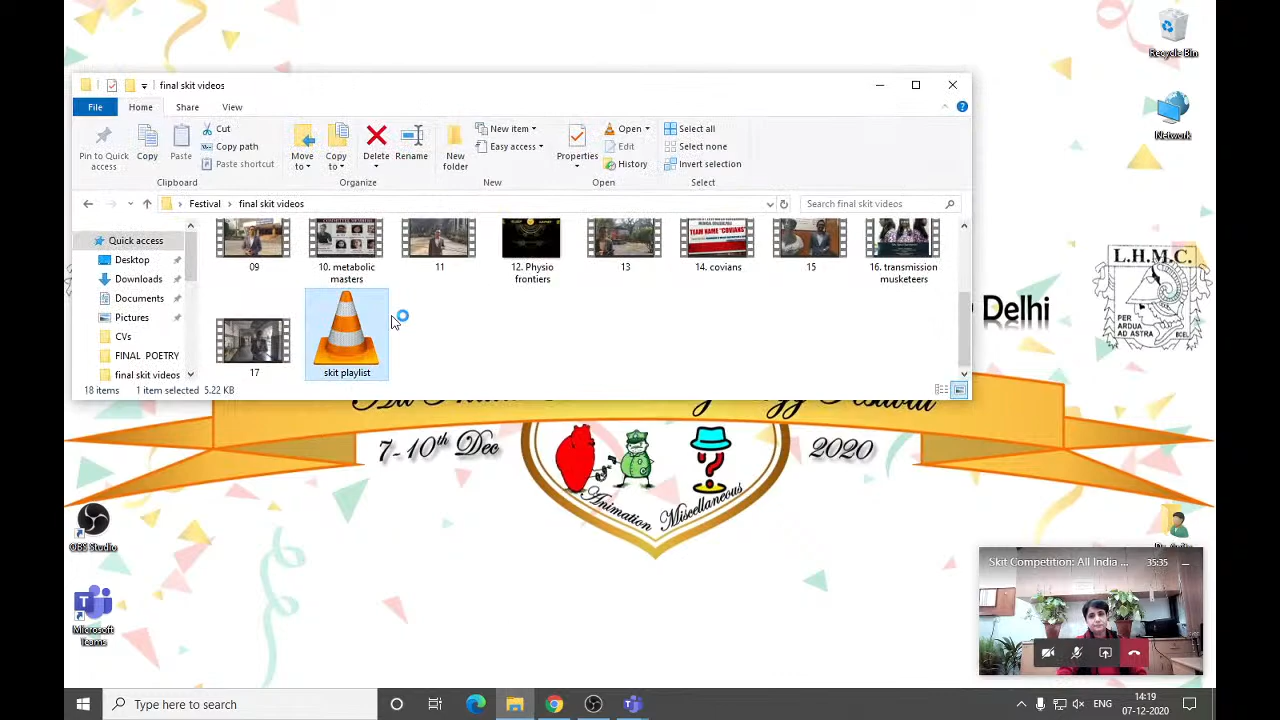 Recycle Bin
final skit videos
File
Home
Share
View
Network
Pin to Quick access
Copy
Paste
Cut
Copy path
Paste shortcut
Clipboard
Move to
Copy to
Delete
Rename
Organize
New folder
New item
Easy access
New
Properties
Open
Edit
History
Open
Select all
Select none
Invert selection
Select
Festival
final skit videos
Search final skit videos
Quick access
Desktop
Downloads
Documents
Pictures
CVs
FINAL POETRY
final skit videos
09
10. metabolic masters
11
12. Physio frontiers
13
TEAM NAME "COVIANS"
14. covians
15
16. transmission musketeers
17
skit playlist
18 items
1 item selected
5.22 KB
L.H.M.C.
Delhi
PER
ARDUA
AD
ASTRA
7-10th Dec
2020
Animation
Miscellaneous
OBS Studio
Microsoft Teams
Skit Competition: All India ...
35:35
Type here to search
ENG
14:19
07-12-2020